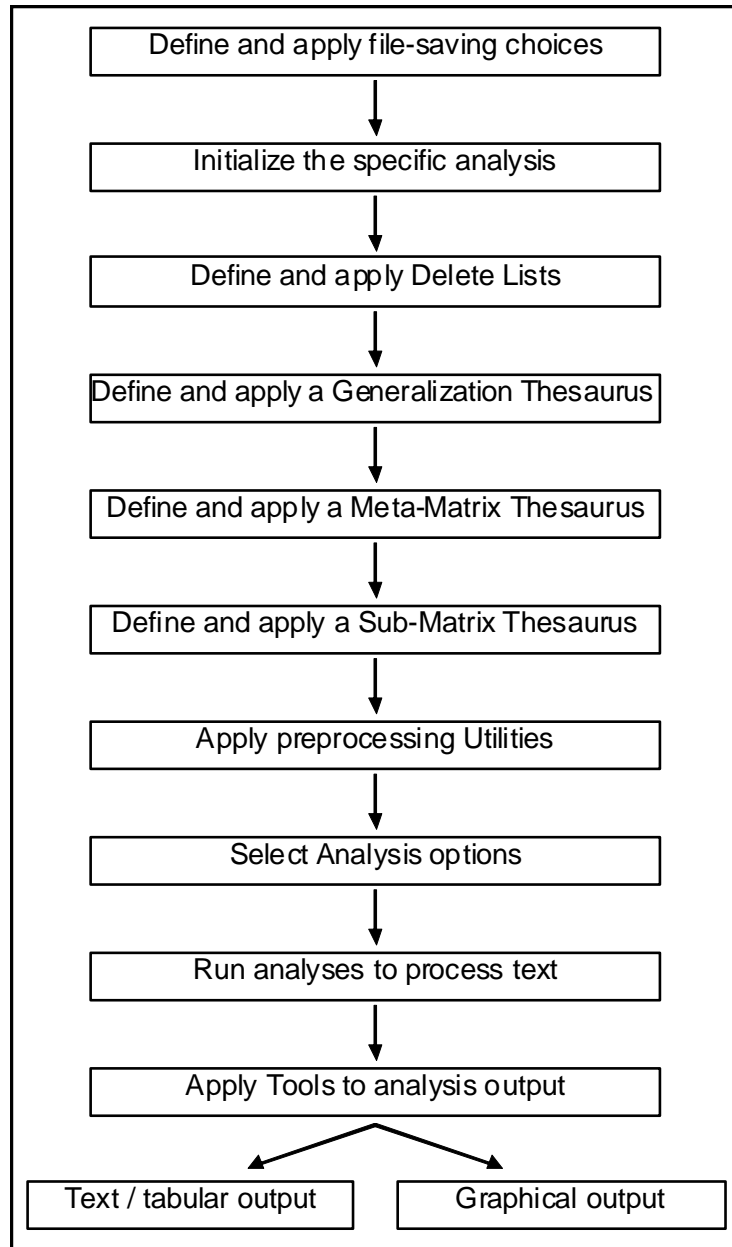 Define and apply file-saving choices
Initialize the specific analysis
Define and apply Delete Lists
Define and apply a Generalization Thesaurus
Define and apply a Meta-Matrix Thesaurus
Define and apply a Sub-Matrix Thesaurus
Apply preprocessing Utilities
Select Analysis options
Run analyses to process text
Apply Tools to analysis output
Text / tabular output
Graphical output